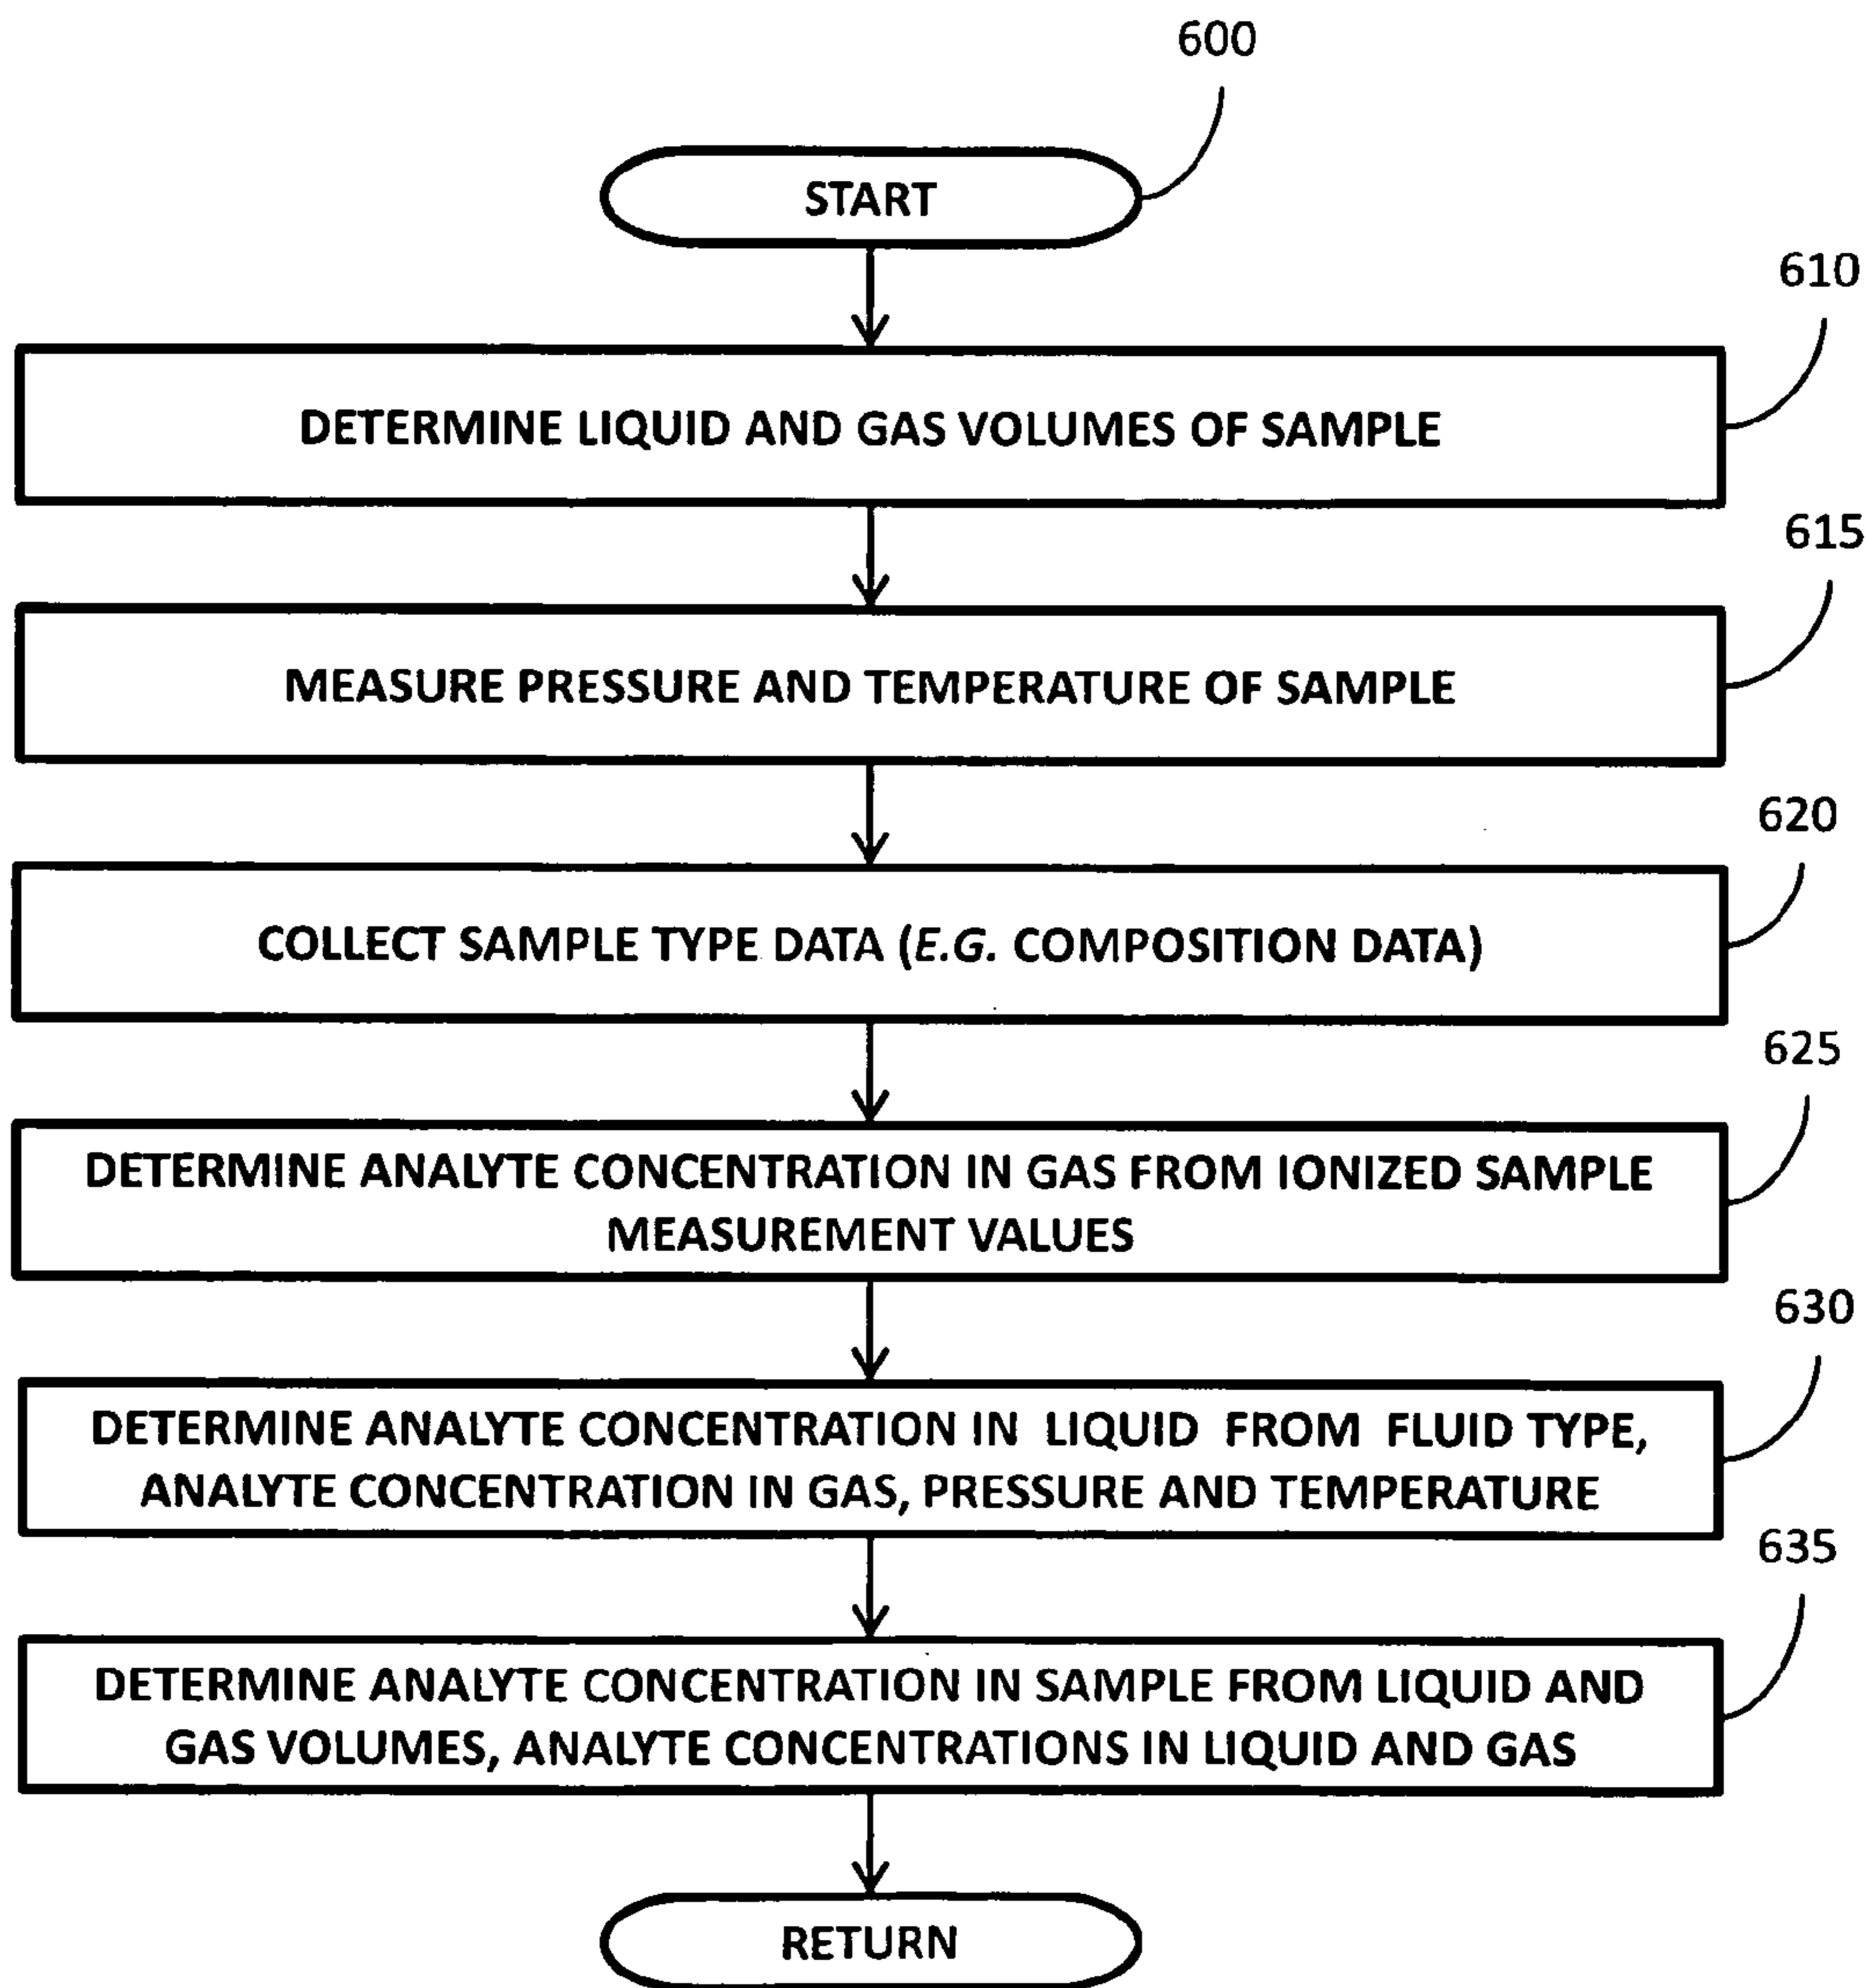 600
START
610
DETERMINE LIQUID AND GAS VOLUMES OF SAMPLE
615
MEASURE PRESSURE AND TEMPERATURE OF SAMPLE
620
COLLECT SAMPLE TYPE DATA (E.G. COMPOSITION DATA)
625
DETERMINE ANALYTE CONCENTRATION IN GAS FROM IONIZED SAMPLE
MEASUREMENT VALUES
630
DETERMINE ANALYTE CONCENTRATION IN LIQUID FROM FLUID TYPE,
ANALYTE CONCENTRATION IN GAS, PRESSURE AND TEMPERATURE
635
DETERMINE ANALYTE CONCENTRATION IN SAMPLE FROM LIQUID AND
GAS VOLUMES, ANALYTE CONCENTRATIONS IN LIQUID AND GAS
RETURN